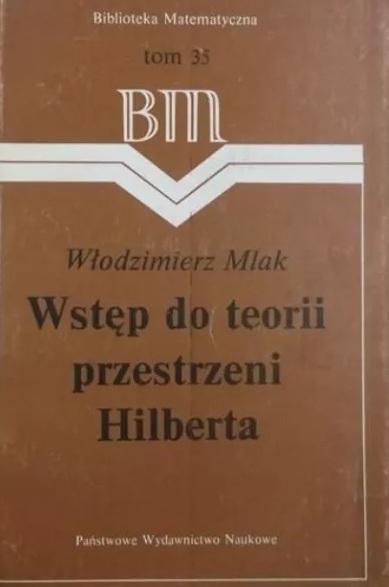 Biblioteka Matematyczna
tom 35
BM
Włodzimierz Mlak
Wstęp do teorii
przestrzeni
Hilberta
Państwowe Wydawnictwo Naukowe